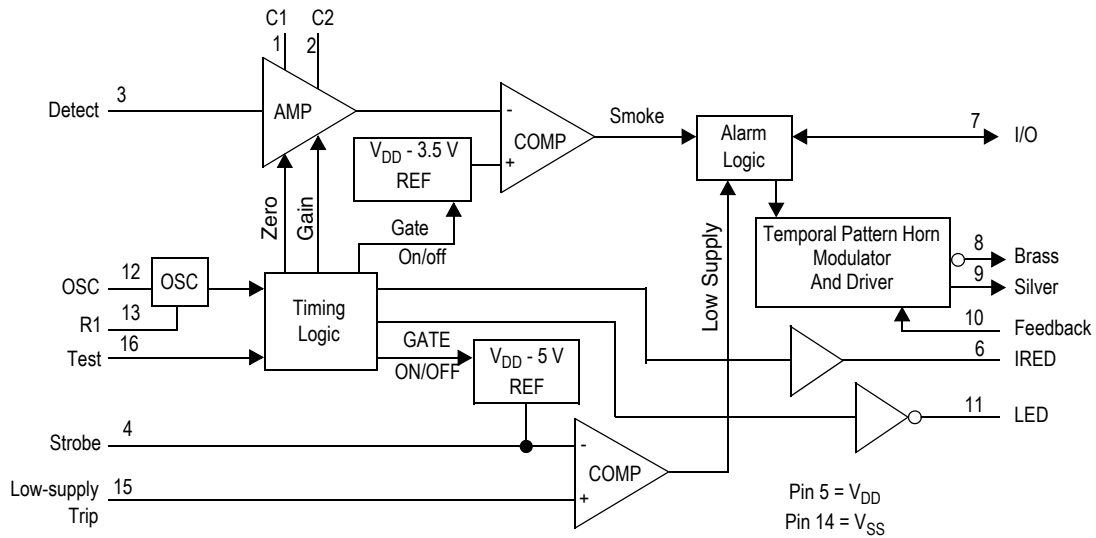 C1 C2
1 2
Detect 3
AMP
-
+
COMP
Smoke
Alarm
Logic
7
I/O
V_DD - 3.5 V
REF
Zero
Gain
Gate
On/off
Low Supply
Temporal Pattern Horn
Modulator
And Driver
8
Brass
9
Silver
10
Feedback
OSC 12
OSC
R1 13
Test 16
Timing
Logic
GATE
ON/OFF
V_DD - 5 V
REF
6
IRED
11
LED
Strobe 4
-
+
COMP
Low-supply
Trip
15
Pin 5 = V_DD
Pin 14 = V_SS